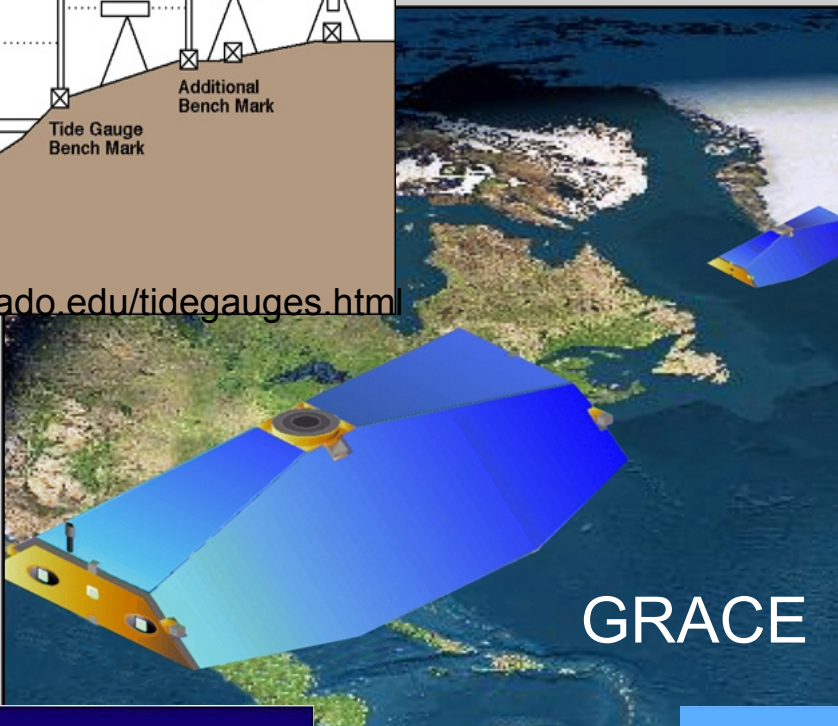 Additional
Bench Mark
Tide Gauge
Bench Mark
ado.edu/tidegauges.html
GRACE